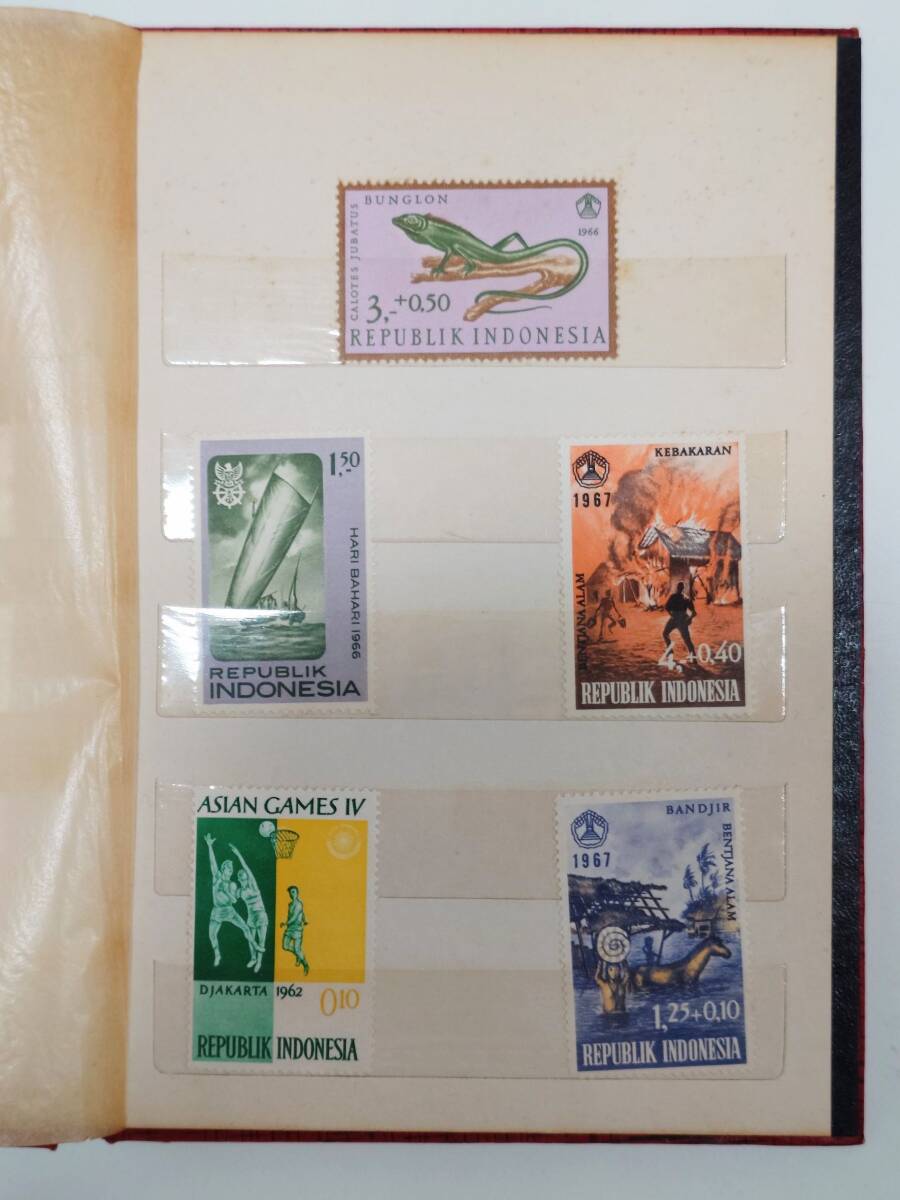 BUNGLON
CALOTES JUBATUS
1966
3,- +0,50
REPUBLIK INDONESIA
1,50
HARI BAHARI 1966
REPUBLIK
INDONESIA
KEBAKARAN
1967
BENTJANA ALAM
4,- +0,40
REPUBLIK INDONESIA
ASIAN GAMES IV
DJAKARTA 1962
010
REPUBLIK INDONESIA
BANDJIR
1967
BENTJANA ALAM
1,25+0,10
REPUBLIK INDONESIA